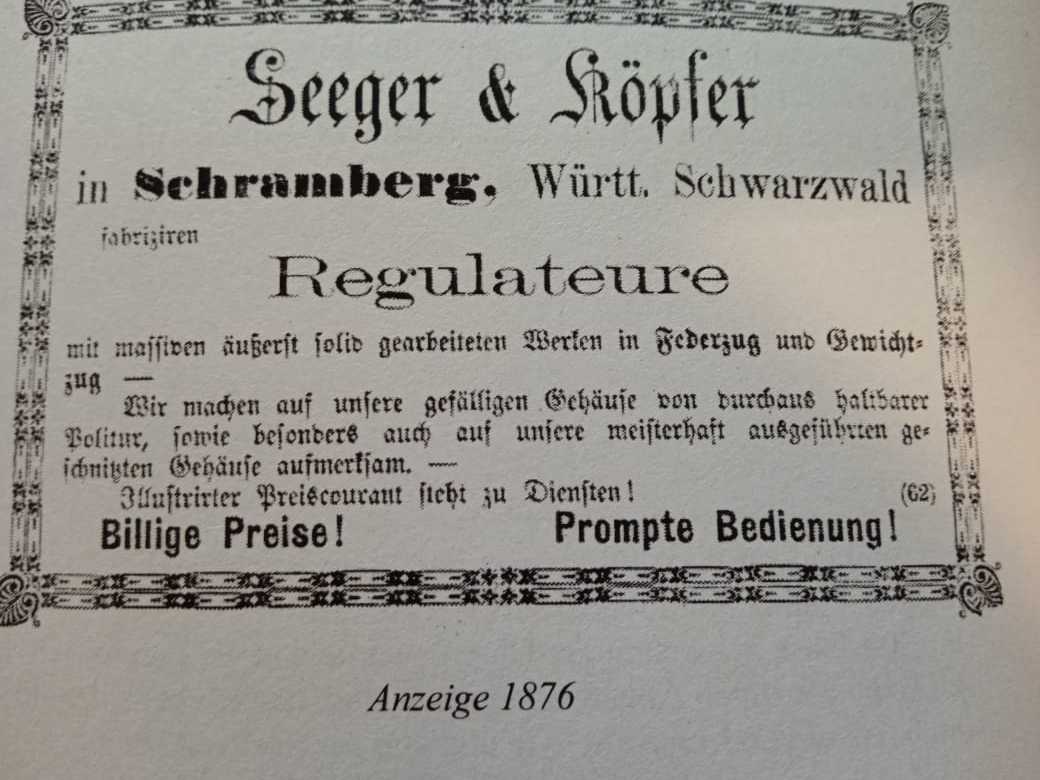 Seeger & Köpfer
in Schramberg, Württ. Schwarzwald
fabriziren
Regulateure
mit massiven äußerst solid gearbeiteten Werken in Federzug und Gewicht-
zug —
Wir machen auf unsere gefälligen Gehäuse von durchaus haltbarer
Politur, sowie besonders auch auf unsere meisterhaft ausgeführten ge-
schnitzten Gehäuse aufmerksam. —
Illustrirter Preiscourant steht zu Diensten! (62)
Billige Preise! Prompte Bedienung!
Anzeige 1876